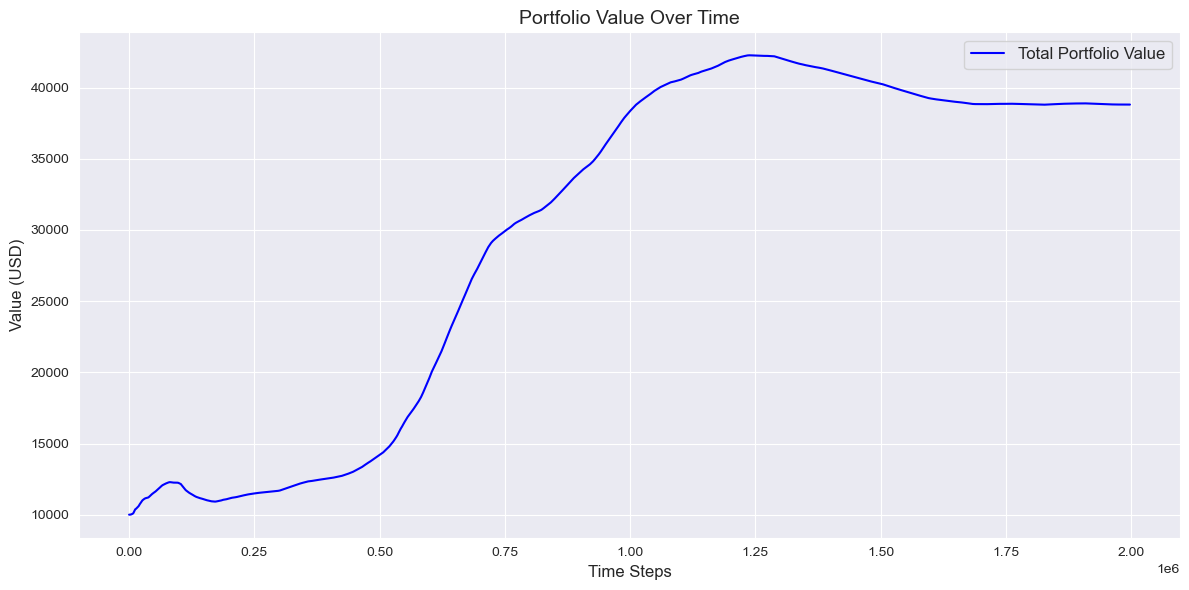 Portfolio Value Over Time
Total Portfolio Value
Value (USD)
40000
35000
30000
25000
20000
15000
10000
0.00 0.25 0.50 0.75 1.00 1.25 1.50 1.75 2.00
1e6
Time Steps